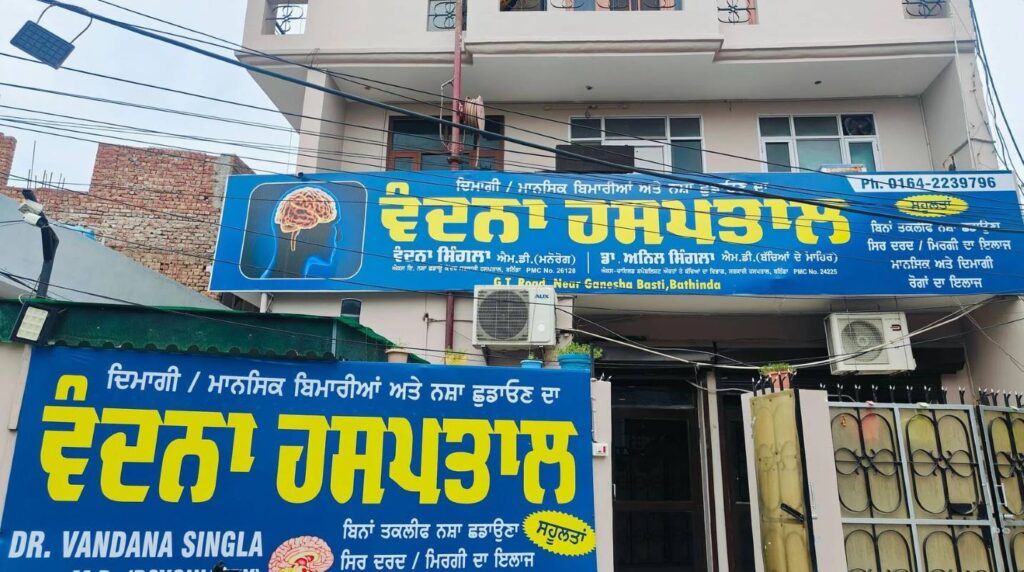 ਦਿਮਾਗੀ / ਮਾਨਸਿਕ ਬਿਮਾਰੀਆਂ ਅਤੇ ਨਸ਼ਾ ਛੁਡਾਉਣ ਦਾ
Ph. 0164-2239796
ਵੰਦਨਾ ਹਸਪਤਾਲ
ਸਹੂਲਤਾਂ
ਵੰਦਨਾ ਸਿੰਗਲਾ ਐਮ.ਡੀ.(ਮਨੋਰੋਗ)
PMC No. 26128
ਡਾ. ਅਨਿਲ ਸਿੰਗਲਾ ਐਮ.ਡੀ.(ਬੱਚਿਆਂ ਦੇ ਮਾਹਿਰ)
PMC No. 24225
ਬਿਨਾਂ ਤਕਲੀਫ ਨਸ਼ਾ ਛਡਾਉਣਾ
ਸਿਰ ਦਰਦ / ਮਿਰਗੀ ਦਾ ਇਲਾਜ
ਮਾਨਸਿਕ ਅਤੇ ਦਿਮਾਗੀ
ਰੋਗਾਂ ਦਾ ਇਲਾਜ
G.T. Road, Near Ganesha Basti,Bathinda
AUX
ਦਿਮਾਗੀ / ਮਾਨਸਿਕ ਬਿਮਾਰੀਆਂ ਅਤੇ ਨਸ਼ਾ ਛੁਡਾਓਣ ਦਾ
ਵੰਦਨਾ ਹਸਪਤਾਲ
DR. VANDANA SINGLA
ਬਿਨਾਂ ਤਕਲੀਫ ਨਸ਼ਾ ਛਡਾਉਣਾ
ਸਹੂਲਤਾਂ
ਸਿਰ ਦਰਦ / ਮਿਰਗੀ ਦਾ ਇਲਾਜ